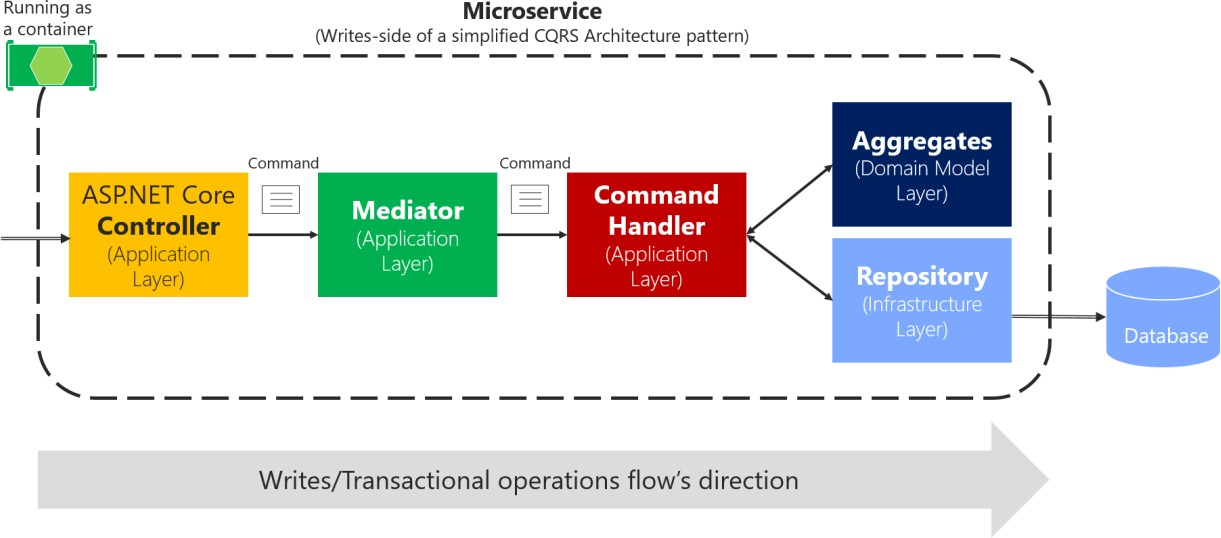 Running as
a container
Microservice
(Writes-side of a simplified CQRS Architecture pattern)
Command
ASP.NET Core
Controller
(Application
Layer)
Mediator
(Application
Layer)
Command
Command
Handler
(Application
Layer)
Aggregates
(Domain Model
Layer)
Repository
(Infrastructure
Layer)
Database
Writes/Transactional operations flow's direction